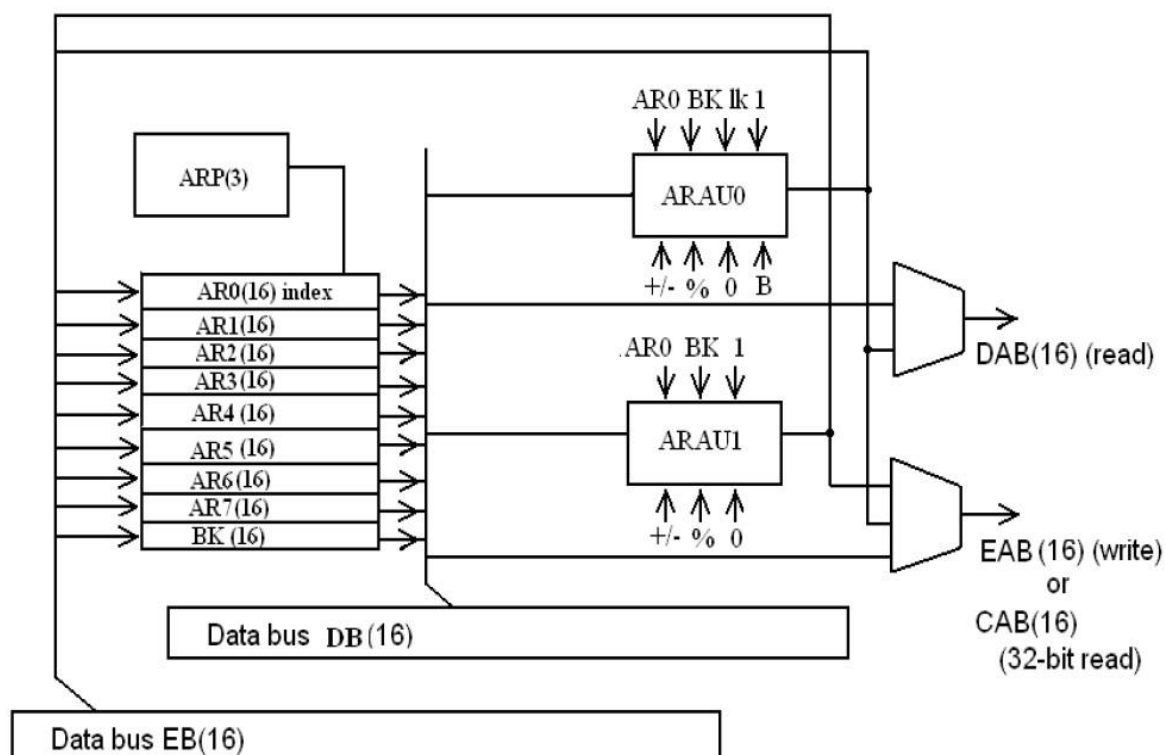 AR0 BK lk 1
ARP(3)
ARAU0
+/- % 0 B
AR0(16) index
AR1(16)
AR2(16)
AR3(16)
AR4(16)
AR5(16)
AR6(16)
AR7(16)
BK(16)
DAB(16) (read)
.AR0 BK 1
ARAU1
+/- % 0
EAB(16) (write)
or
CAB(16)
(32-bit read)
Data bus DB(16)
Data bus EB(16)